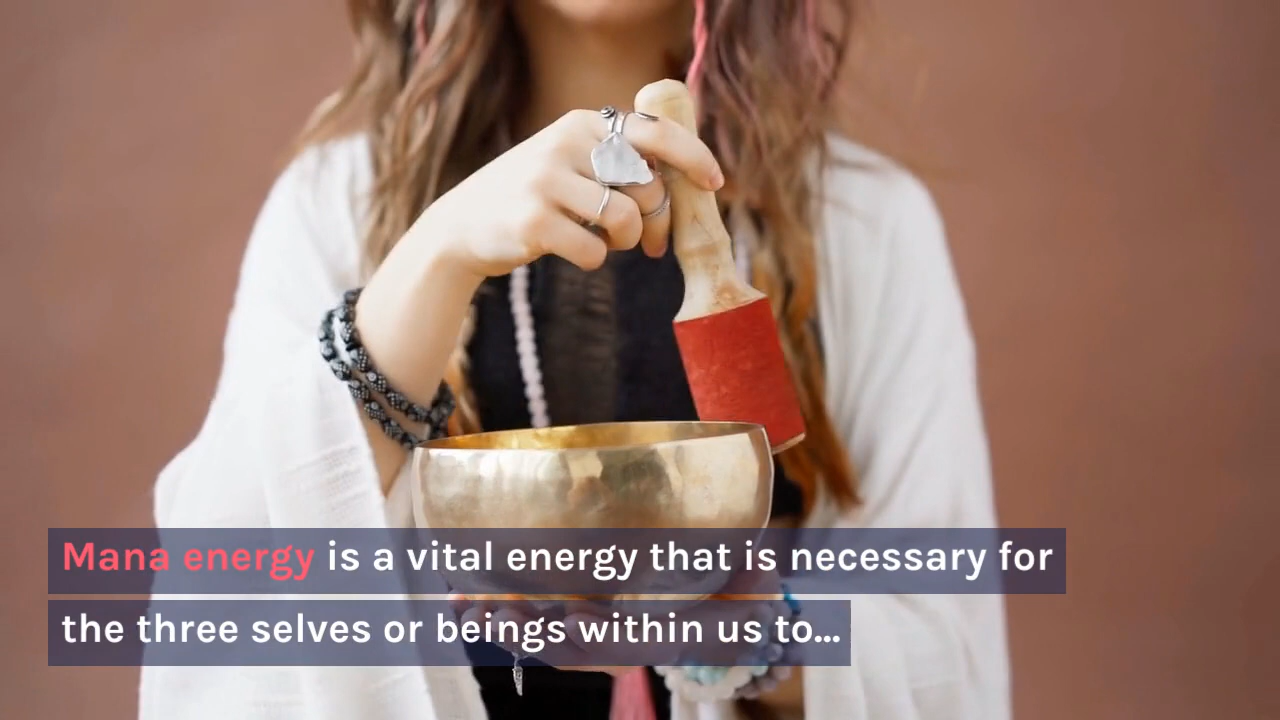 Mana energy is a vital energy that is necessary for
the three selves or beings within us to...